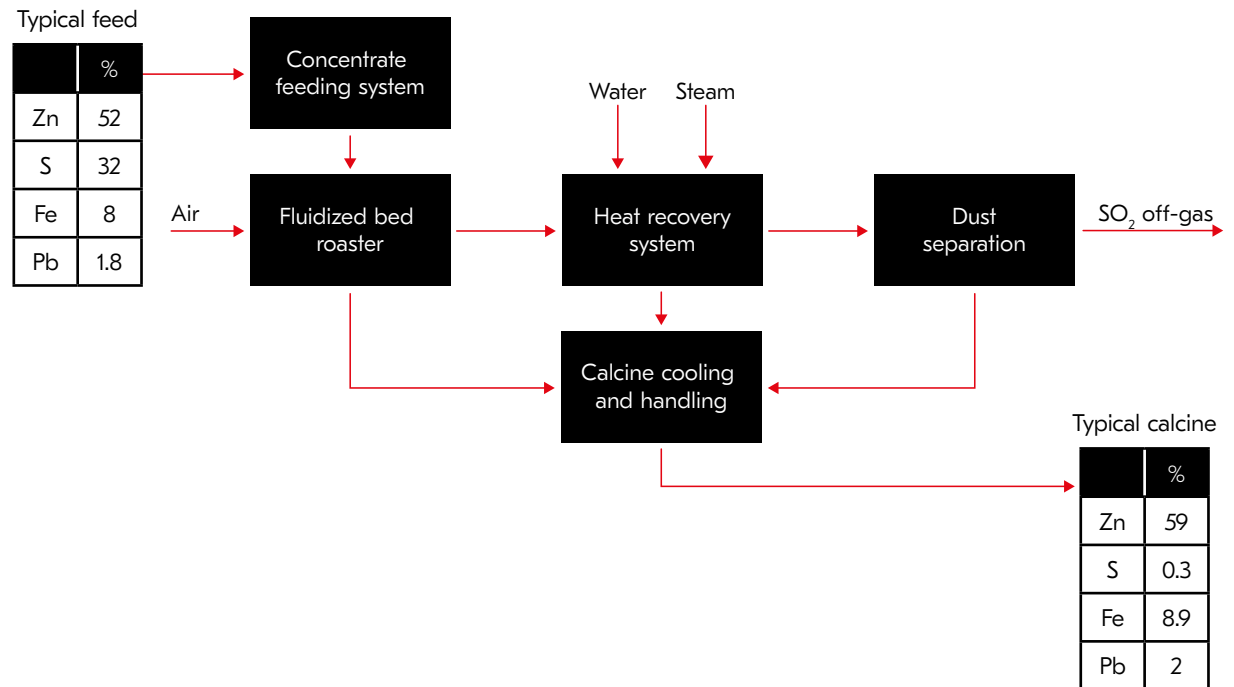 Typical feed
%
Zn 52
S 32
Fe 8
Pb 1.8
Concentrate
feeding system
Water
Steam
Air
Fluidized bed
roaster
Heat recovery
system
Dust
separation
SO₂ off-gas
Calcine cooling
and handling
Typical calcine
%
Zn 59
S 0.3
Fe 8.9
Pb 2